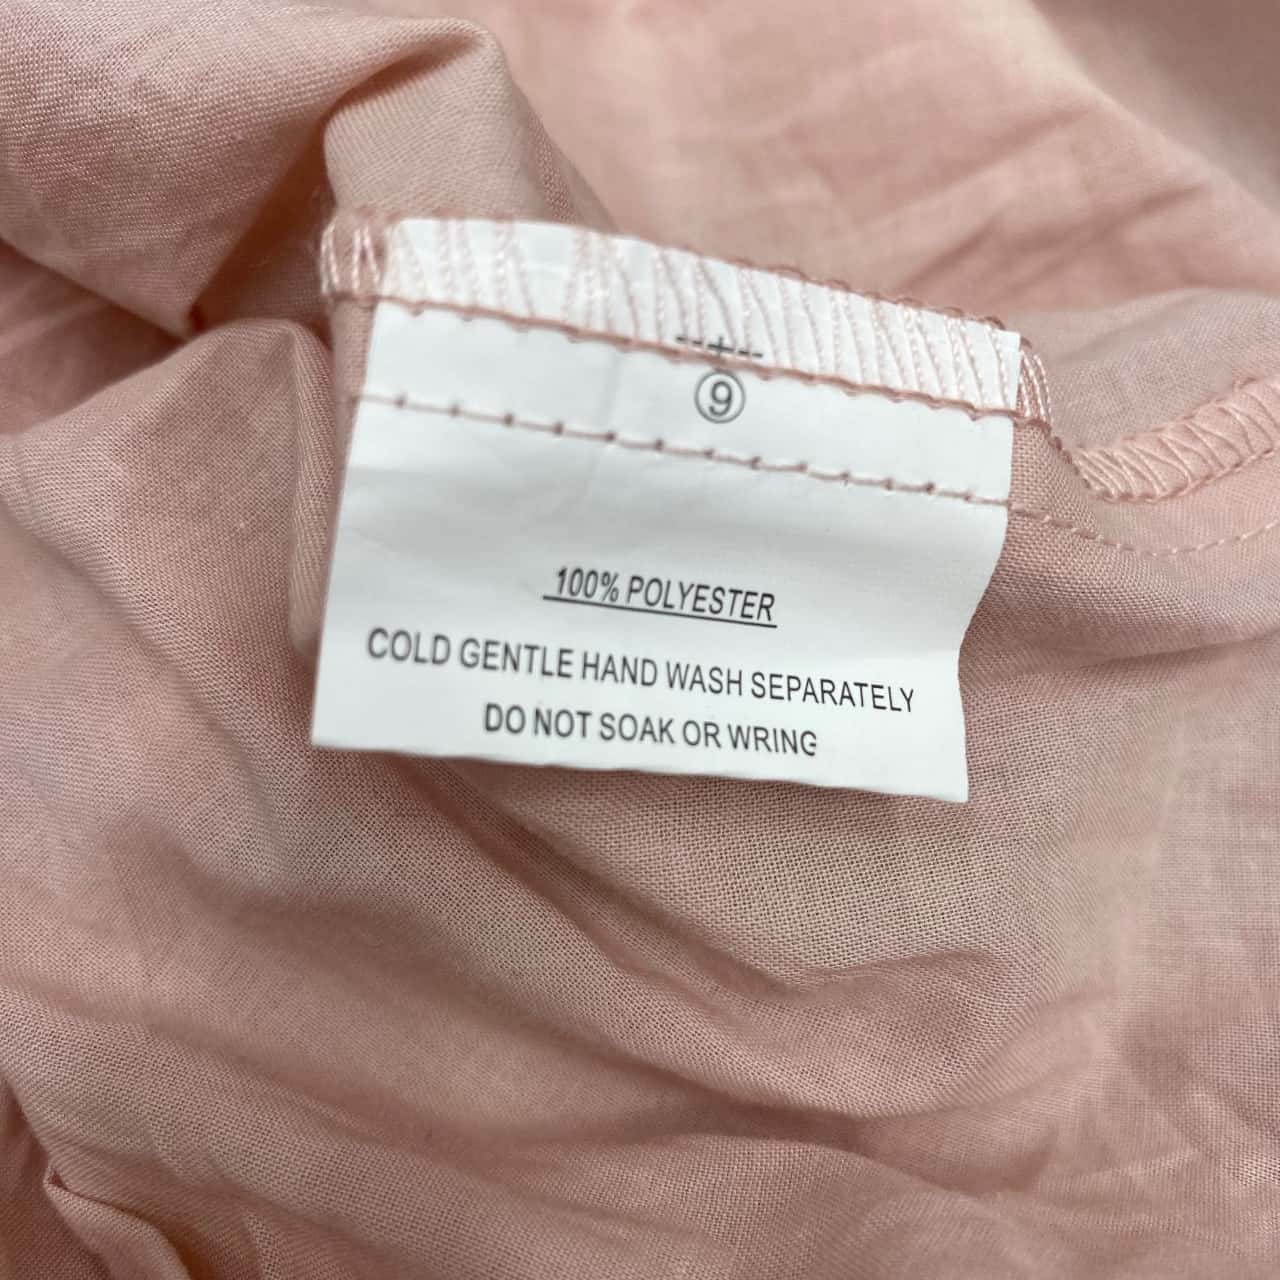 --+--
⑨
100% POLYESTER
COLD GENTLE HAND WASH SEPARATELY
DO NOT SOAK OR WRING